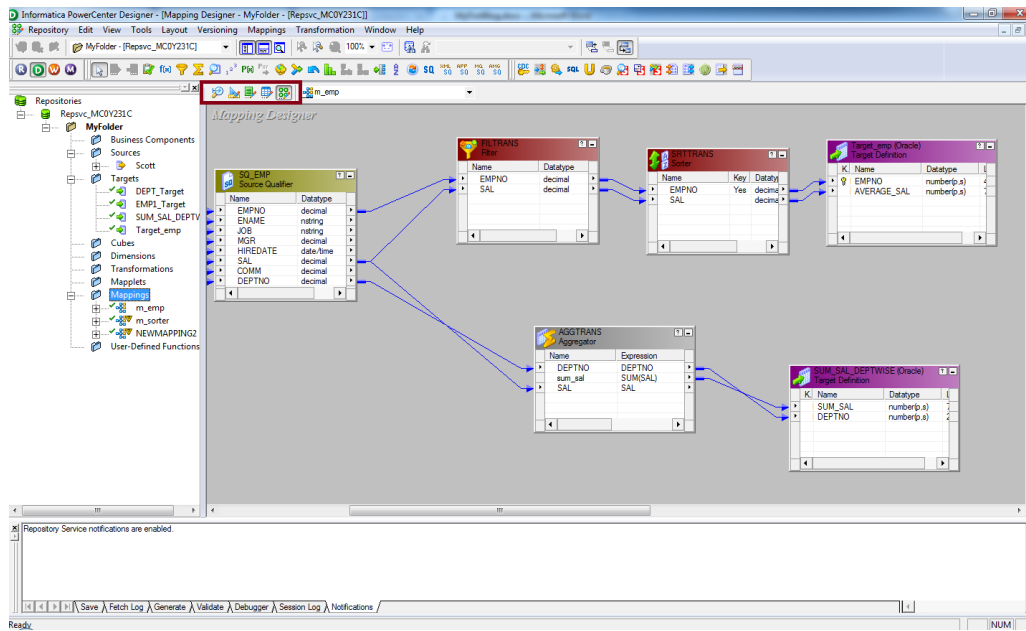 Informatica PowerCenter Designer - [Mapping Designer - MyFolder - [Repsvc_MC0Y231C]]
Repository Edit View Tools Layout Versioning Mappings Transformation Window Help
MyFolder - [Repsvc_MC0Y231C]
100%
m_emp
Repositories
Repsvc_MC0Y231C
MyFolder
Business Components
Sources
Scott
Targets
DEPT_Target
EMP1_Target
SUM_SAL_DEPTV
Target_emp
Cubes
Dimensions
Transformations
Mapplets
Mappings
m_emp
m_sorter
NEWMAPPING2
User-Defined Functions
Mapping Designer
SQ_EMP
Source Qualifier
Name Datatype
EMPNO decimal
ENAME nstring
JOB nstring
MGR decimal
HIREDATE date/time
SAL decimal
COMM decimal
DEPTNO decimal
FILTRANS
Filter
Name Datatype
EMPNO decimal
SAL decimal
SRTTRANS
Sorter
Name Key Dataty
EMPNO Yes decima
SAL decima
Target_emp (Oracle)
Target Definition
K. Name Datatype L
EMPNO number(p,s) 4
AVERAGE_SAL number(p,s)
AGGTRANS
Aggregator
Name Expression
DEPTNO DEPTNO
sum_sal SUM(SAL)
SAL SAL
SUM_SAL_DEPTWISE (Oracle)
Target Definition
K. Name Datatype L
SUM_SAL number(p,s)
DEPTNO number(p,s) 2
Repository Service notifications are enabled.
Save Fetch Log Generate Validate Debugger Session Log Notifications
Ready
NUM